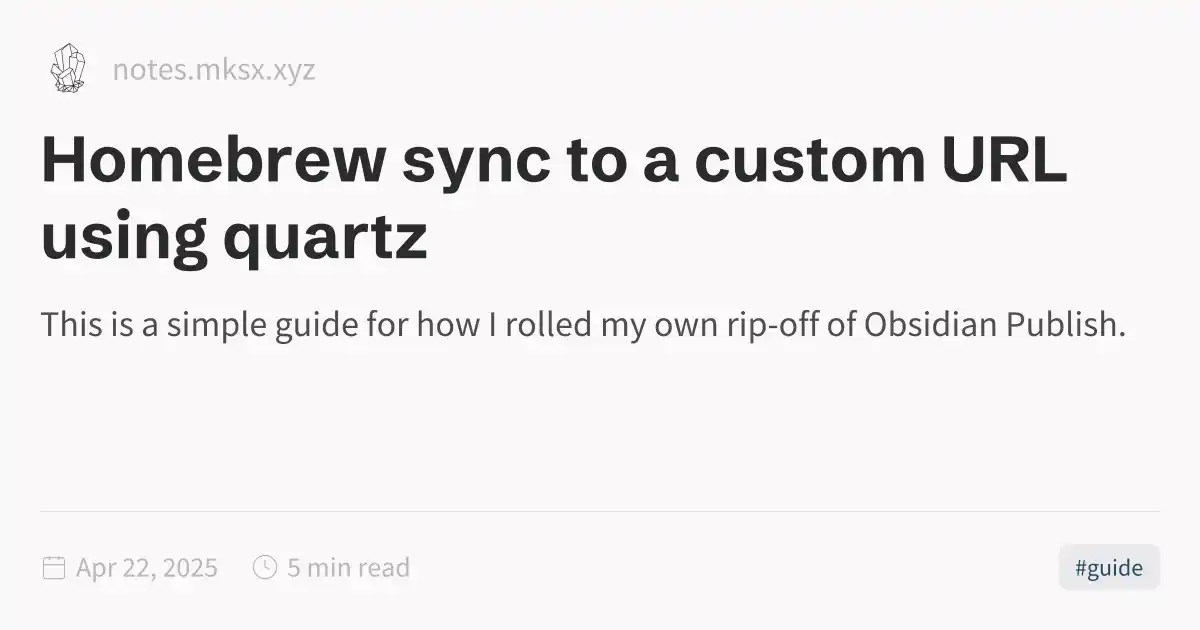 notes.mksx.xyz
Homebrew sync to a custom URL
using quartz
This is a simple guide for how I rolled my own rip-off of Obsidian Publish.
Apr 22, 2025 5 min read #guide